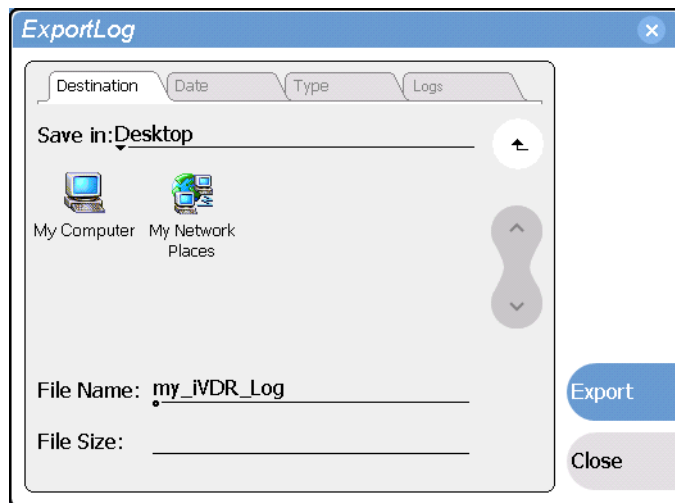 ExportLog
Destination Date Type Logs
Save in:Desktop
My Computer My Network
Places
File Name: my_iVDR_Log
Export
File Size:
Close